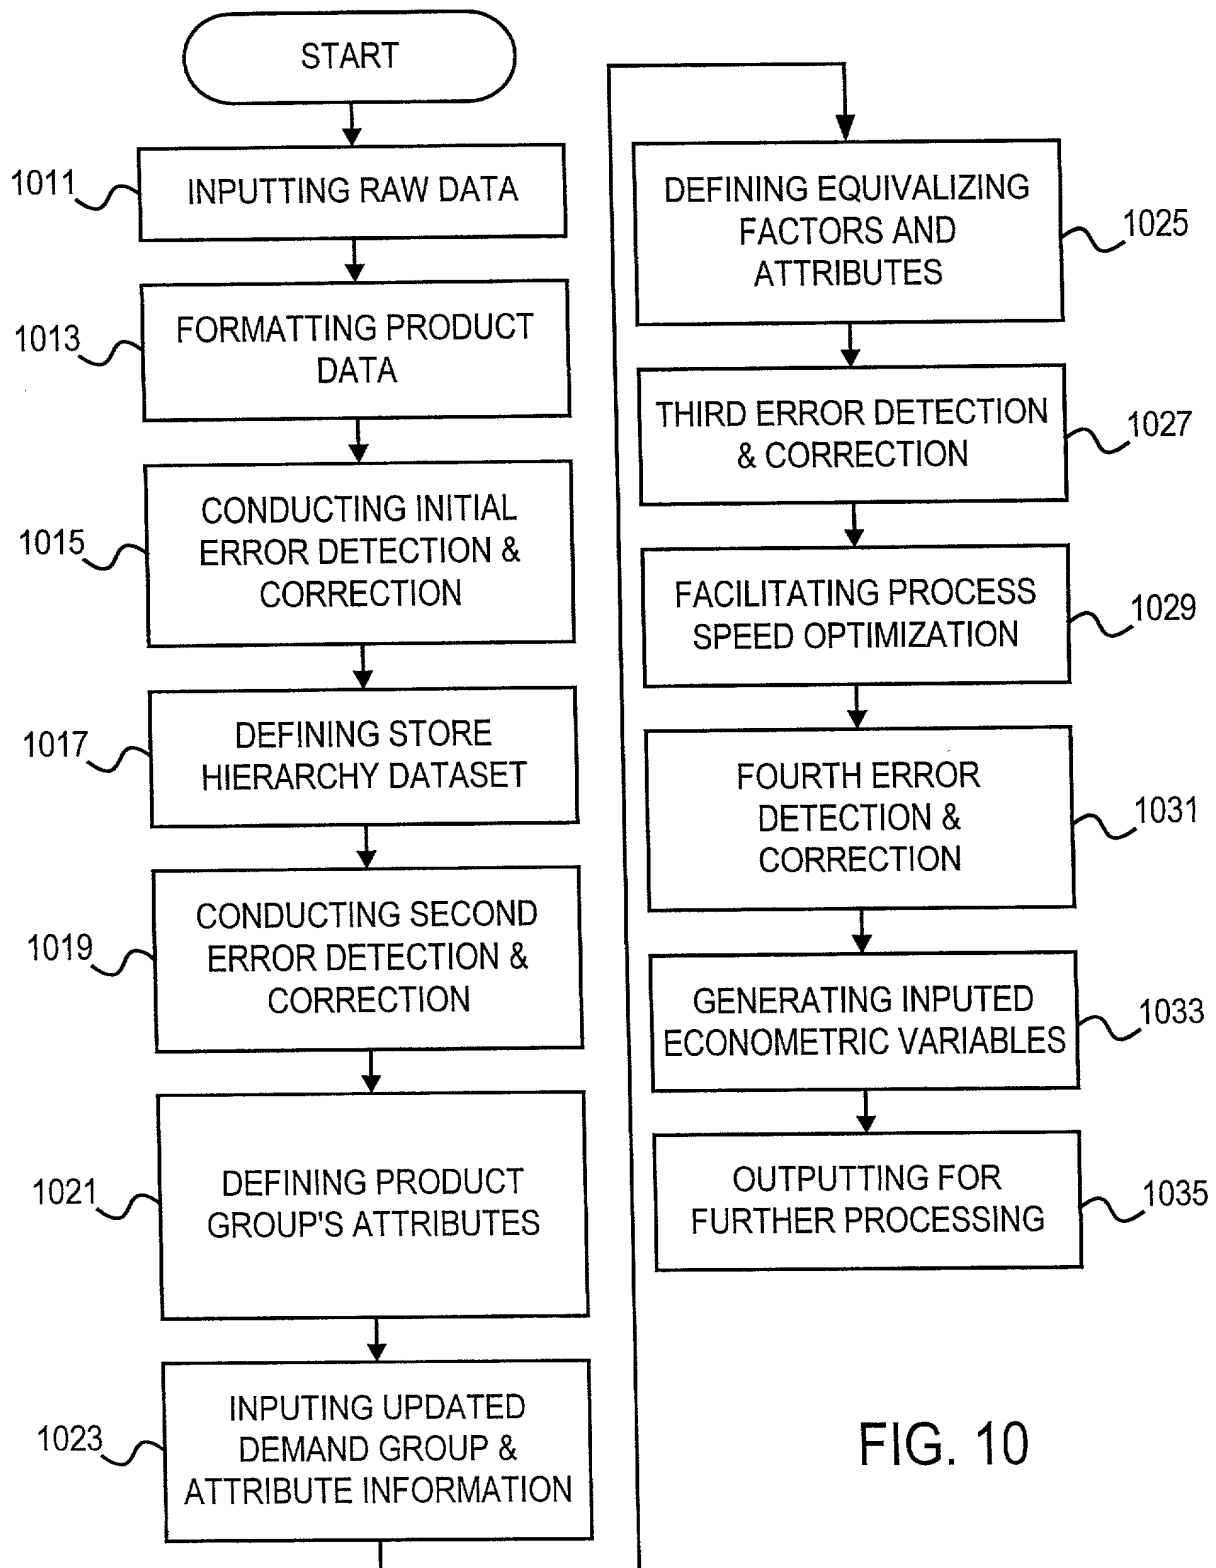 START
1011
INPUTTING RAW DATA
1013
FORMATTING PRODUCT
DATA
1015
CONDUCTING INITIAL
ERROR DETECTION &
CORRECTION
1017
DEFINING STORE
HIERARCHY DATASET
1019
CONDUCTING SECOND
ERROR DETECTION &
CORRECTION
1021
DEFINING PRODUCT
GROUP'S ATTRIBUTES
1023
INPUTING UPDATED
DEMAND GROUP &
ATTRIBUTE INFORMATION
DEFINING EQUIVALIZING
FACTORS AND
ATTRIBUTES
1025
THIRD ERROR DETECTION
& CORRECTION
1027
FACILITATING PROCESS
SPEED OPTIMIZATION
1029
FOURTH ERROR
DETECTION &
CORRECTION
1031
GENERATING INPUTED
ECONOMETRIC VARIABLES
1033
OUTPUTTING FOR
FURTHER PROCESSING
1035
FIG. 10